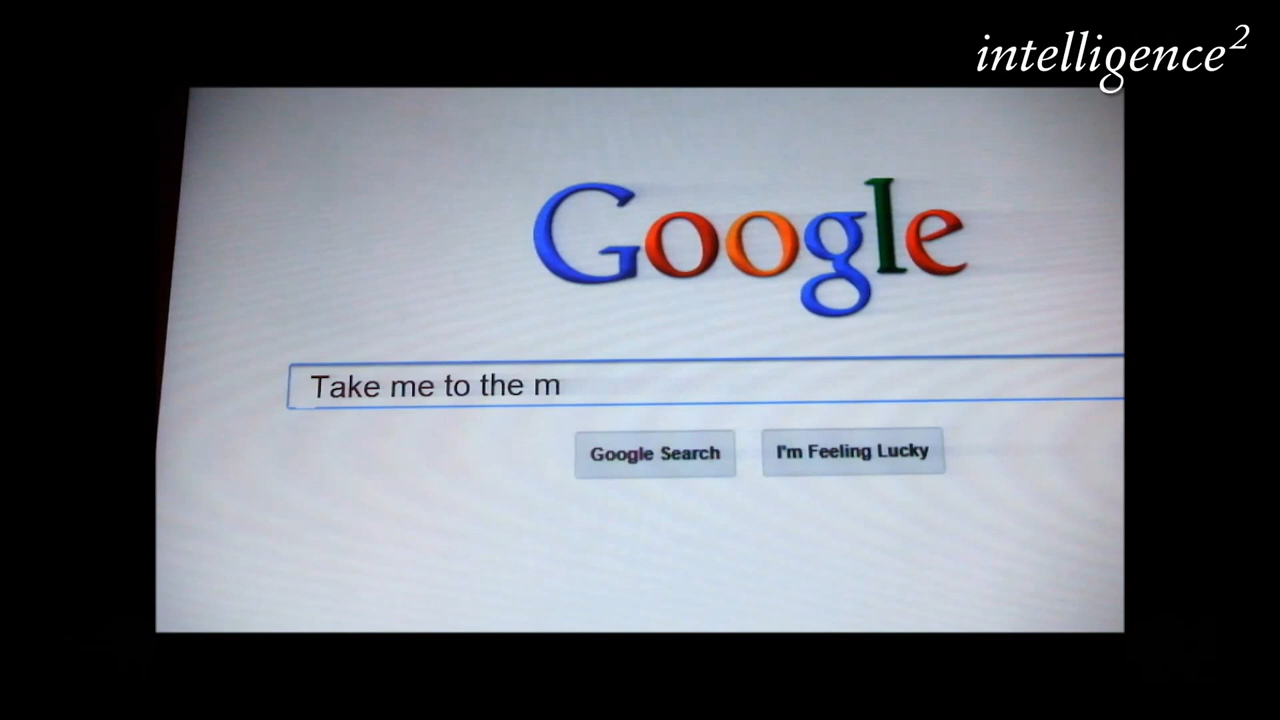 intelligence²
Google
Take me to the m
Google Search
I'm Feeling Lucky